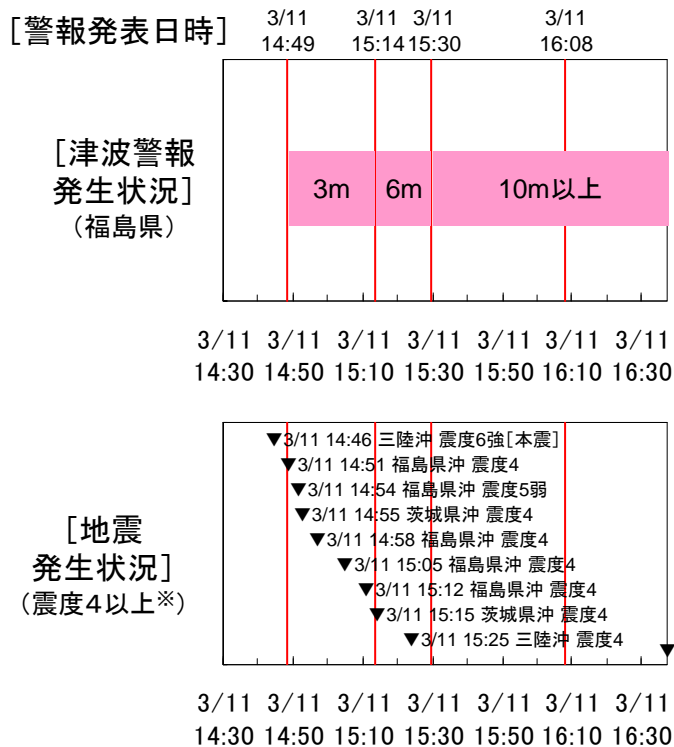 [警報発表日時]
3/11 3/11 3/11 3/11
14:49 15:14 15:30 16:08
[津波警報
発生状況]
(福島県)
3m 6m 10m以上
3/11 3/11 3/11 3/11 3/11 3/11 3/11
14:30 14:50 15:10 15:30 15:50 16:10 16:30
[地震
発生状況]
(震度4以上※)
▼3/11 14:46 三陸沖 震度6強[本震]
▼3/11 14:51 福島県沖 震度4
▼3/11 14:54 福島県沖 震度5弱
▼3/11 14:55 茨城県沖 震度4
▼3/11 14:58 福島県沖 震度4
▼3/11 15:05 福島県沖 震度4
▼3/11 15:12 福島県沖 震度4
▼3/11 15:15 茨城県沖 震度4
▼3/11 15:25 三陸沖 震度4
▼
3/11 3/11 3/11 3/11 3/11 3/11 3/11
14:30 14:50 15:10 15:30 15:50 16:10 16:30